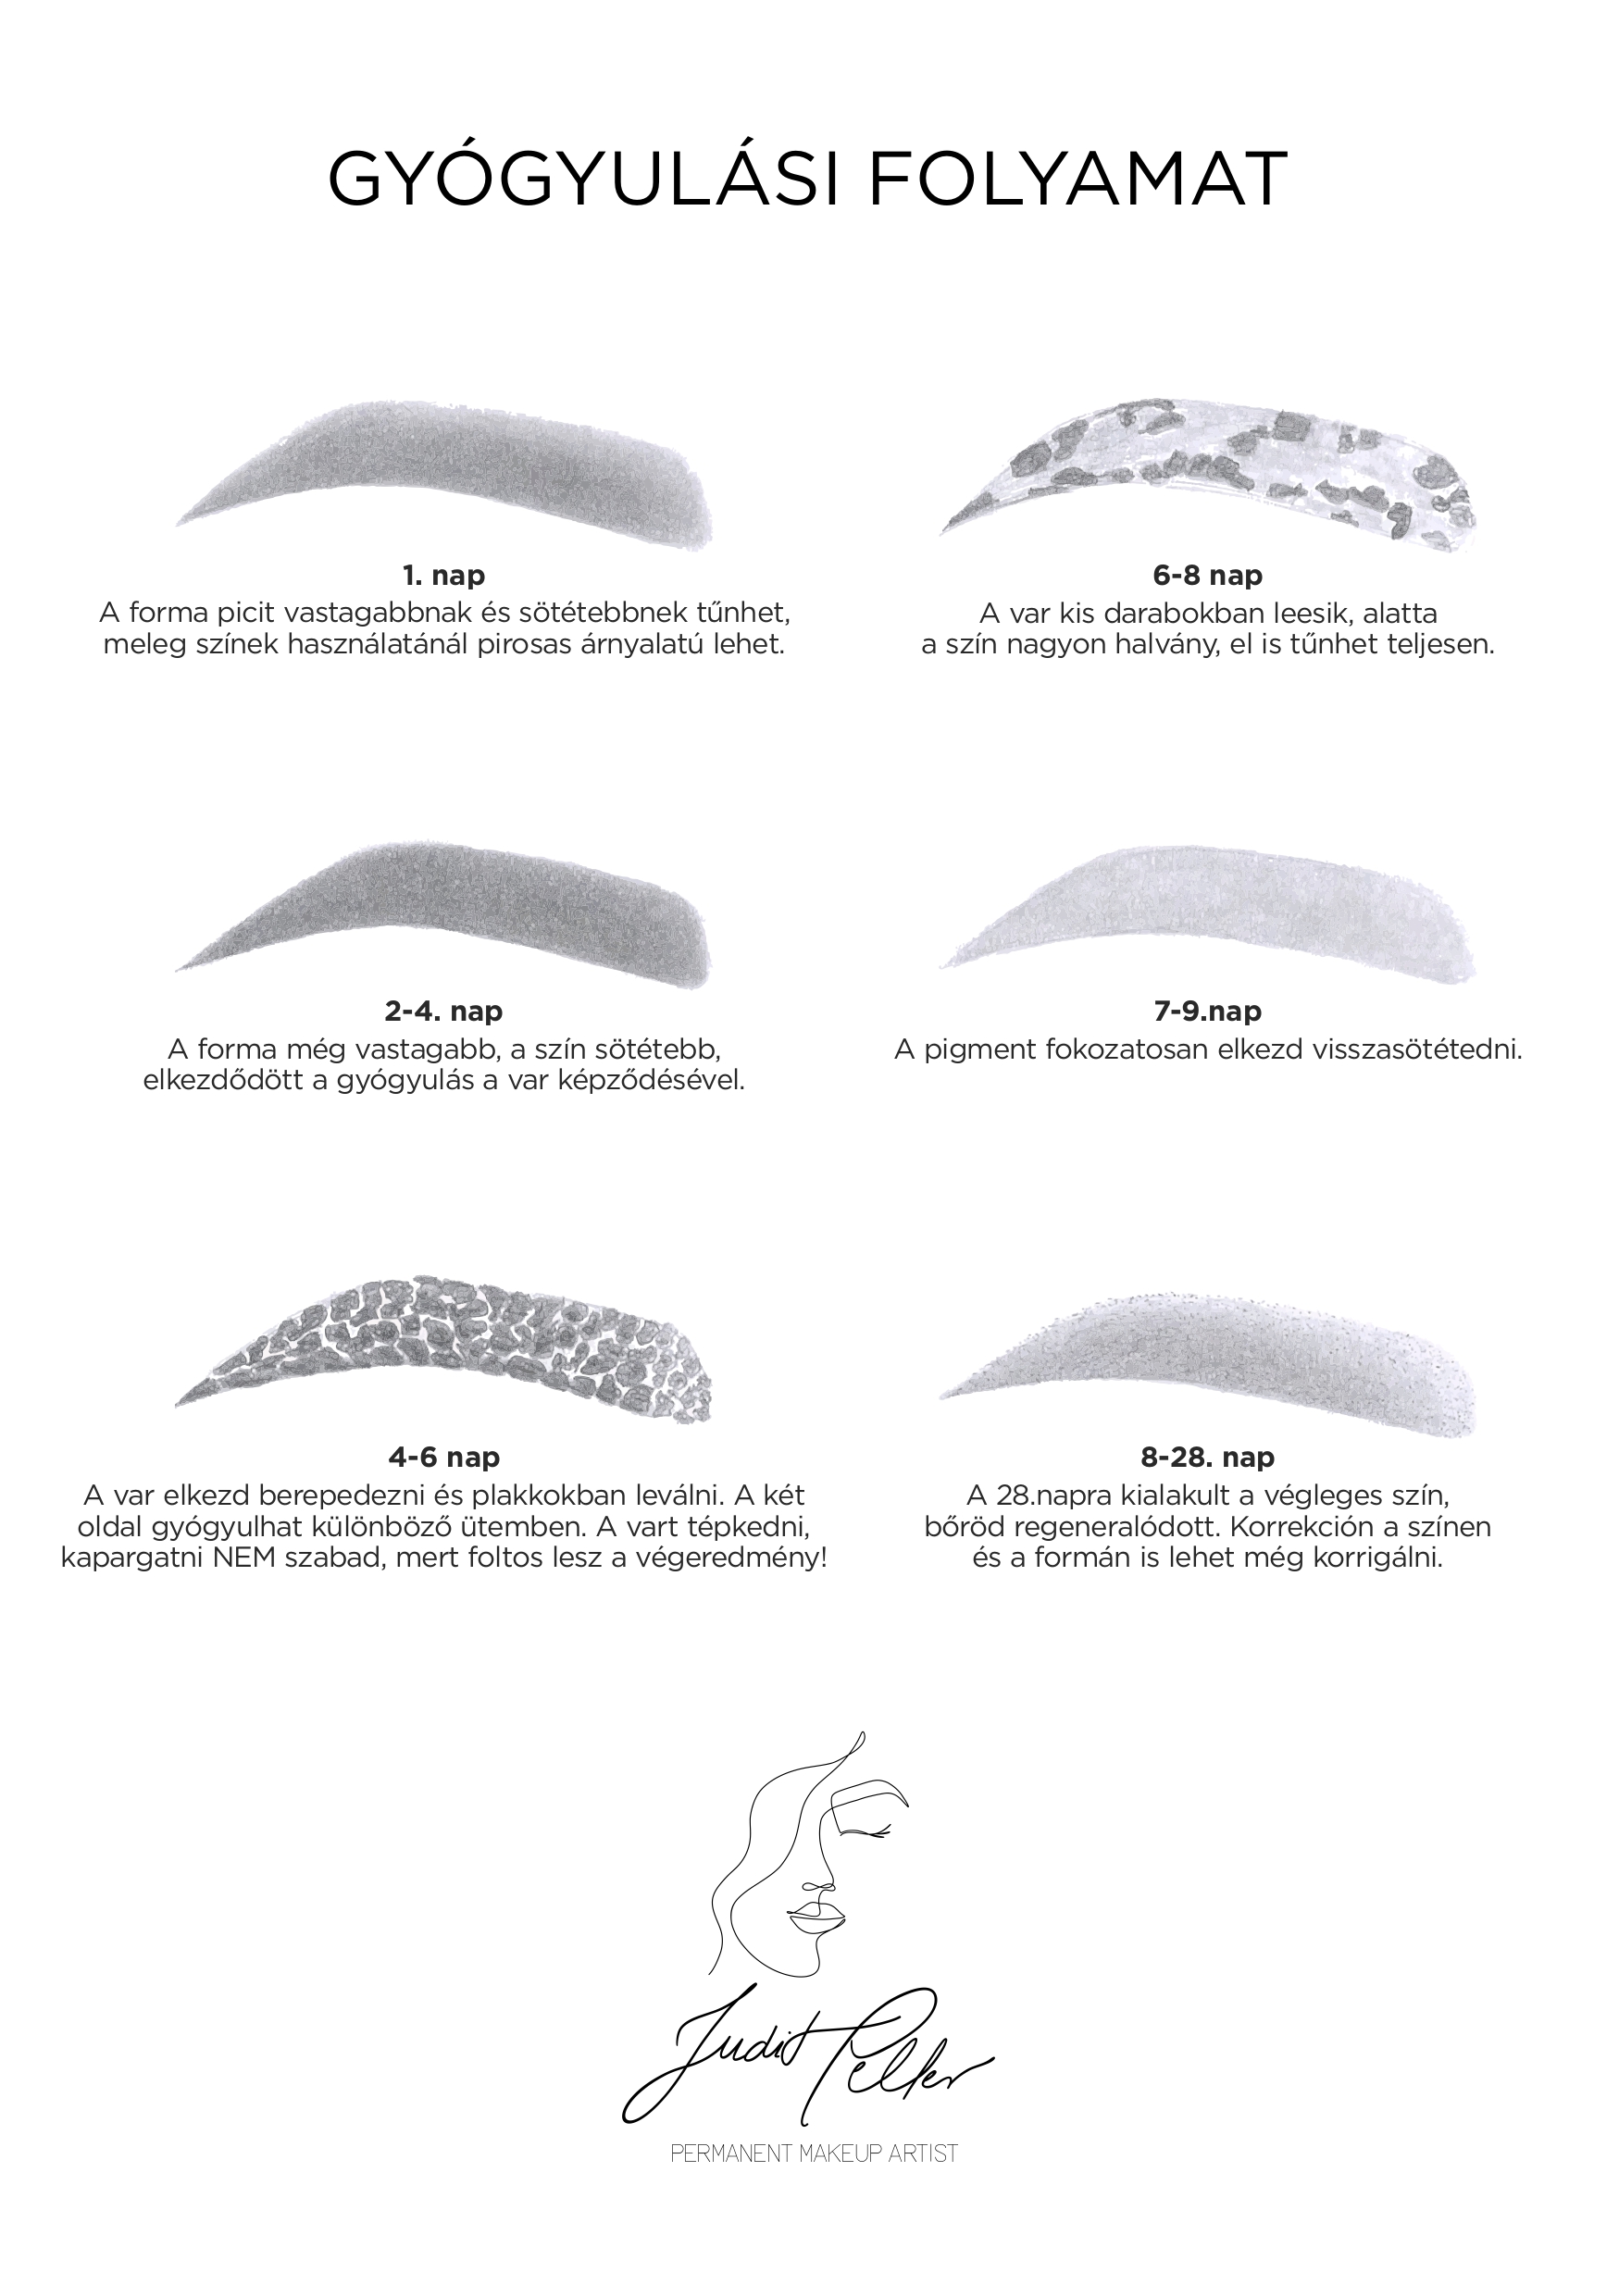 GYÓGYULÁSI FOLYAMAT
1. nap
A forma picit vastagabbnak és sötétebbnek tűnhet,
meleg színek használatánál pirosas árnyalatú lehet.
2-4. nap
A forma még vastagabb, a szín sötétebb,
elkezdődött a gyógyulás a var képződésével.
4-6 nap
A var elkezd berepedezni és plakkokban leválni. A két
oldal gyógyulhat különböző ütemben. A vart tépkedni,
kapargatni NEM szabad, mert foltos lesz a végeredmény!
6-8 nap
A var kis darabokban leesik, alatta
a szín nagyon halvány, el is tűnhet teljesen.
7-9.nap
A pigment fokozatosan elkezd visszasötétedni.
8-28. nap
A 28.napra kialakult a végleges szín,
bőröd regeneralódott. Korrekción a színen
és a formán is lehet még korrigálni.
Judit Peller
PERMANENT MAKEUP ARTIST